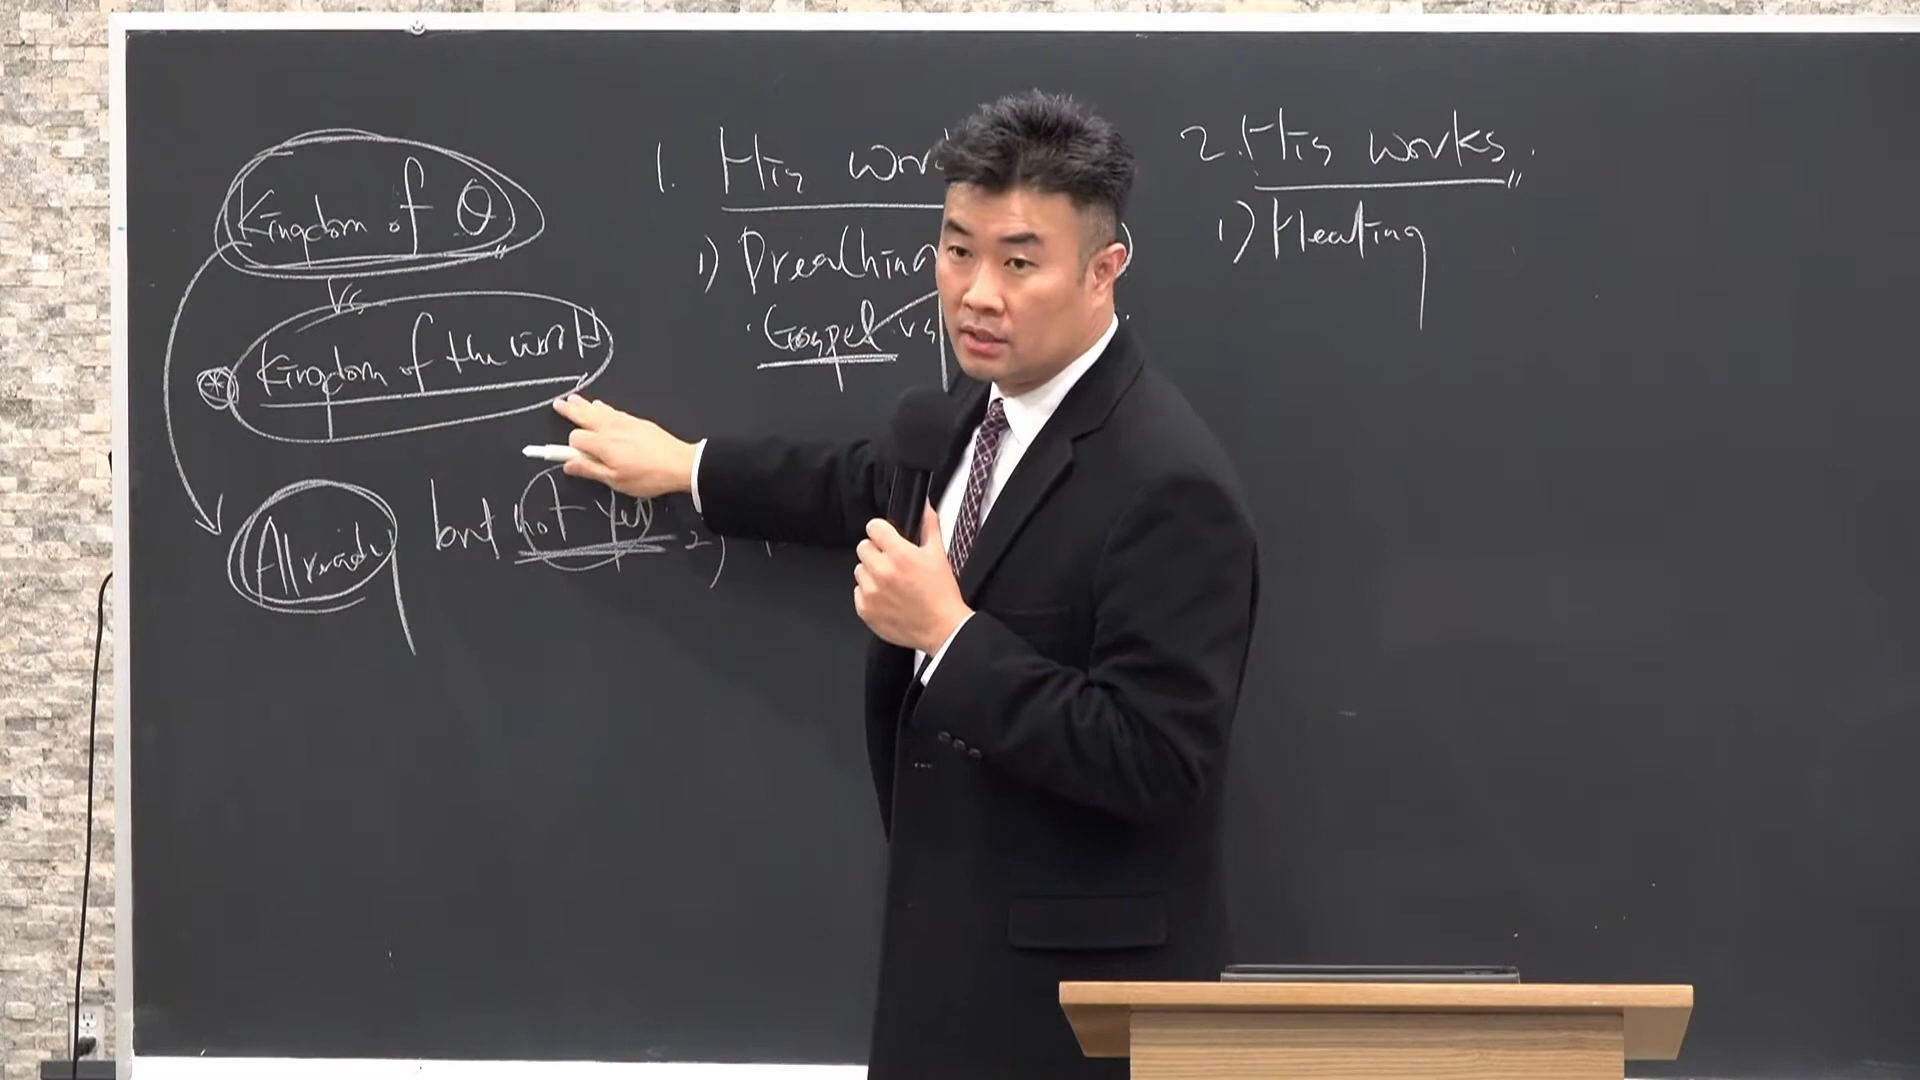 Kingdom of Θ
vs
Kingdom of the world
Already but not yet
1. His
1) Preaching
Gospel vs
2)
2. His works.
1) Healing